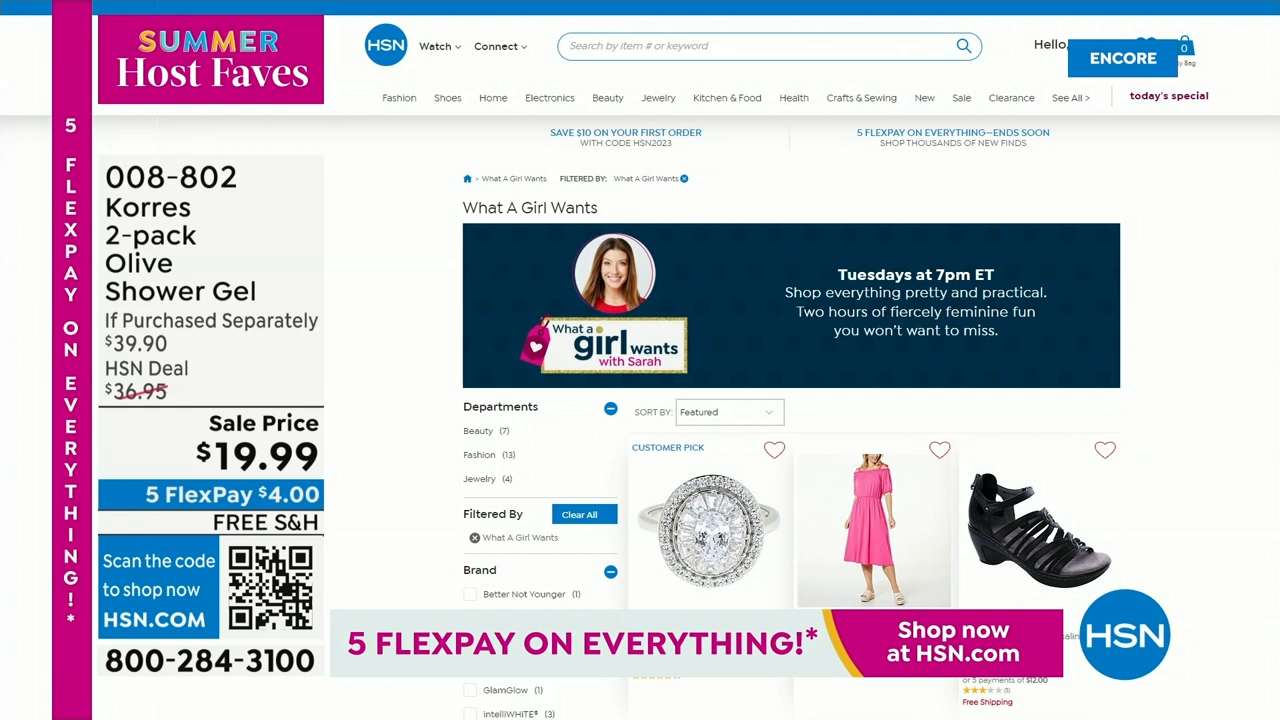 SUMMER
Host Faves
5 FLEXPAY ON EVERYTHING!*
008-802
Korres
2-pack
Olive
Shower Gel
If Purchased Separately
$39.90
HSN Deal
$36.95
Sale Price
$19.99
5 FlexPay $4.00
FREE S&H
Scan the code
to shop now
HSN.COM
800-284-3100
HSN
Watch
Connect
Search by item # or keyword
Hello,
0
ENCORE
Bag
Fashion
Shoes
Home
Electronics
Beauty
Jewelry
Kitchen & Food
Health
Crafts & Sewing
New
Sale
Clearance
See All >
today's special
SAVE $10 ON YOUR FIRST ORDER
WITH CODE HSN2023
5 FLEXPAY ON EVERYTHING—ENDS SOON
SHOP THOUSANDS OF NEW FINDS
> What A Girl Wants
FILTERED BY: What A Girl Wants
What A Girl Wants
What a
girl wants
with Sarah
Tuesdays at 7pm ET
Shop everything pretty and practical.
Two hours of fiercely feminine fun
you won't want to miss.
Departments
Beauty (7)
Fashion (13)
Jewelry (4)
Filtered By
Clear All
What A Girl Wants
Brand
Better Not Younger (1)
GlamGlow (1)
intelliWHiTE® (3)
SORT BY: Featured
CUSTOMER PICK
or 5 payments of $12.00
(1)
Free Shipping
5 FLEXPAY ON EVERYTHING!*
Shop now
at HSN.com
HSN